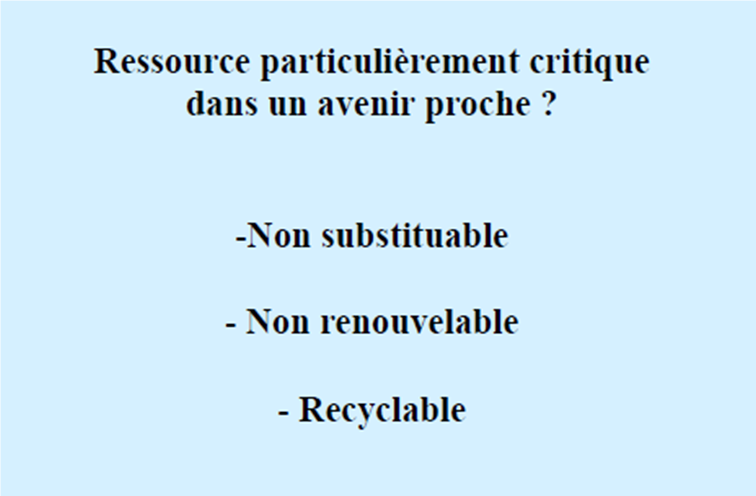 Ressource particulièrement critique
dans un avenir proche ?
-Non substituable
- Non renouvelable
- Recyclable